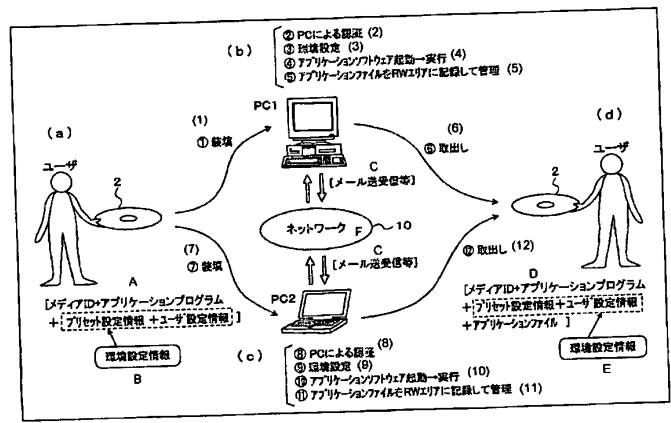 (b)
② PCによる認証 (2)
③ 環境設定 (3)
④ アプリケーションソフトウェア起動→実行 (4)
⑤ アプリケーションファイルをRWエリアに記録して管理 (5)
(a)
(1)
①装填
PC1
(6)
⑥ 取出し
(d)
ユーザ
2
C
[メール送受信等]
ユーザ
2
ネットワーク F
10
(7)
⑦ 装填
C
[メール送受信等]
⑫ 取出し (12)
PC2
A
[メディアID+アプリケーションプログラム
+プリセット設定情報+ユーザ設定情報]
環境設定情報
B
D
[メディアID+アプリケーションプログラム
+プリセット設定情報+ユーザ設定情報
+アプリケーションファイル]
環境設定情報
E
(c)
⑧ PCによる認証 (8)
⑨ 環境設定 (9)
⑩ アプリケーションソフトウェア起動→実行 (10)
⑪ アプリケーションファイルをRWエリアに記録して管理 (11)